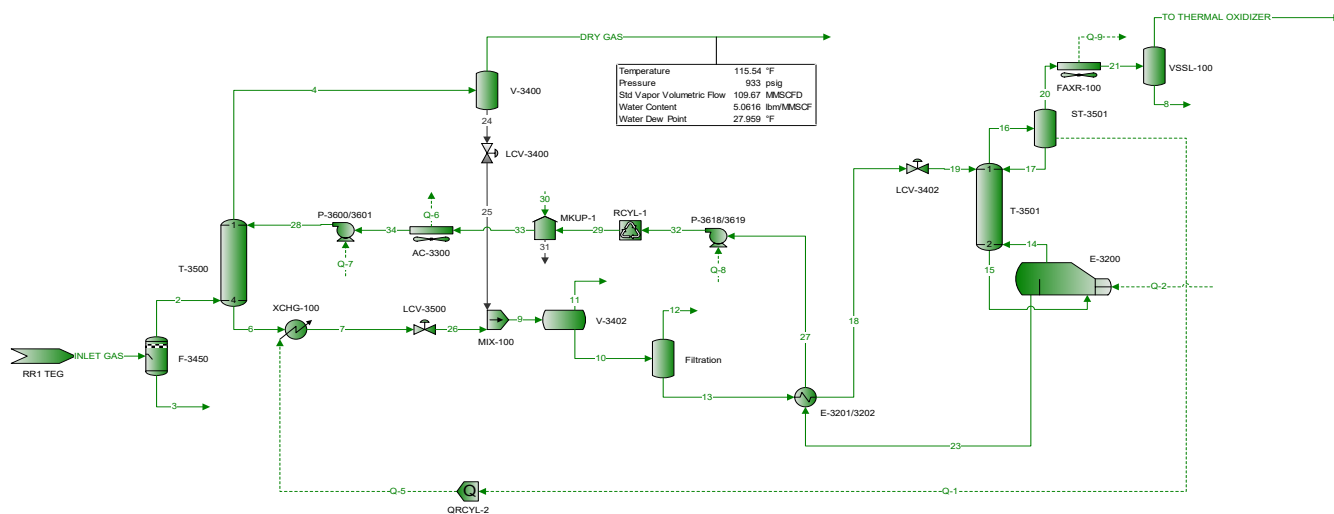 TO THERMAL OXIDIZER
Q-9
21
VSSL-100
FAXR-100
20
8
DRY GAS
Temperature 115.54 °F
Pressure 933 psig
Std Vapor Volumetric Flow 109.67 MMSCFD
Water Content 5.0616 lbm/MMSCF
Water Dew Point 27.959 °F
4
V-3400
24
LCV-3400
ST-3501
16
17
19
LCV-3402
1
T-3501
2
14
15
E-3200
Q-2
30
Q-6
25
MKUP-1
RCYL-1
P-3618/3619
P-3600/3601
28
34
33
29
32
31
AC-3300
Q-7
Q-8
1
T-3500
4
2
XCHG-100
LCV-3500
11
6
7
26
9
V-3402
MIX-100
12
10
Filtration
27
18
INLET GAS
F-3450
RR1 TEG
3
13
E-3201/3202
23
Q-5
Q
Q-1
QRCYL-2